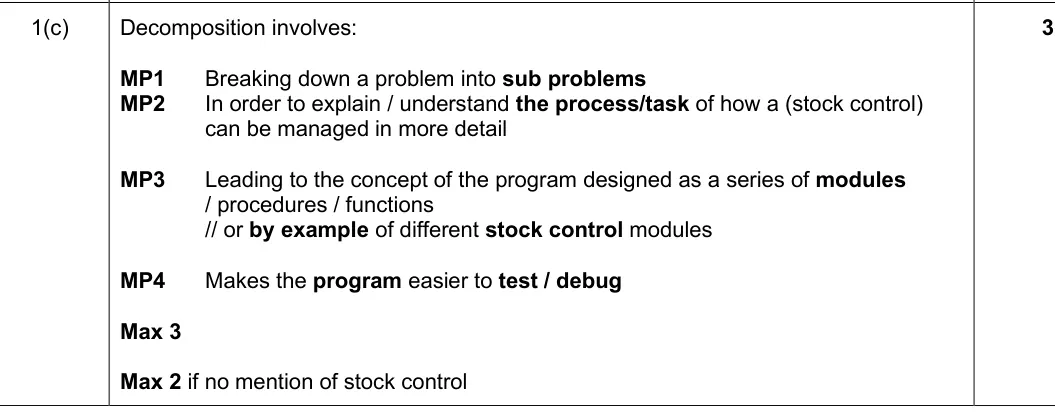 1(c) Decomposition involves: 3
MP1 Breaking down a problem into sub problems
MP2 In order to explain / understand the process/task of how a (stock control)
can be managed in more detail
MP3 Leading to the concept of the program designed as a series of modules
/ procedures / functions
// or by example of different stock control modules
MP4 Makes the program easier to test / debug
Max 3
Max 2 if no mention of stock control